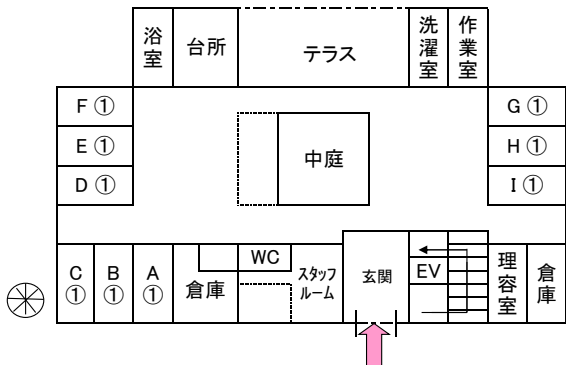 浴室
台所
テラス
洗濯室
作業室
F ①
E ①
D ①
中庭
G ①
H ①
I ①
C ①
B ①
A ①
倉庫
WC
スタッフ
ルーム
玄関
EV
理容室
倉庫